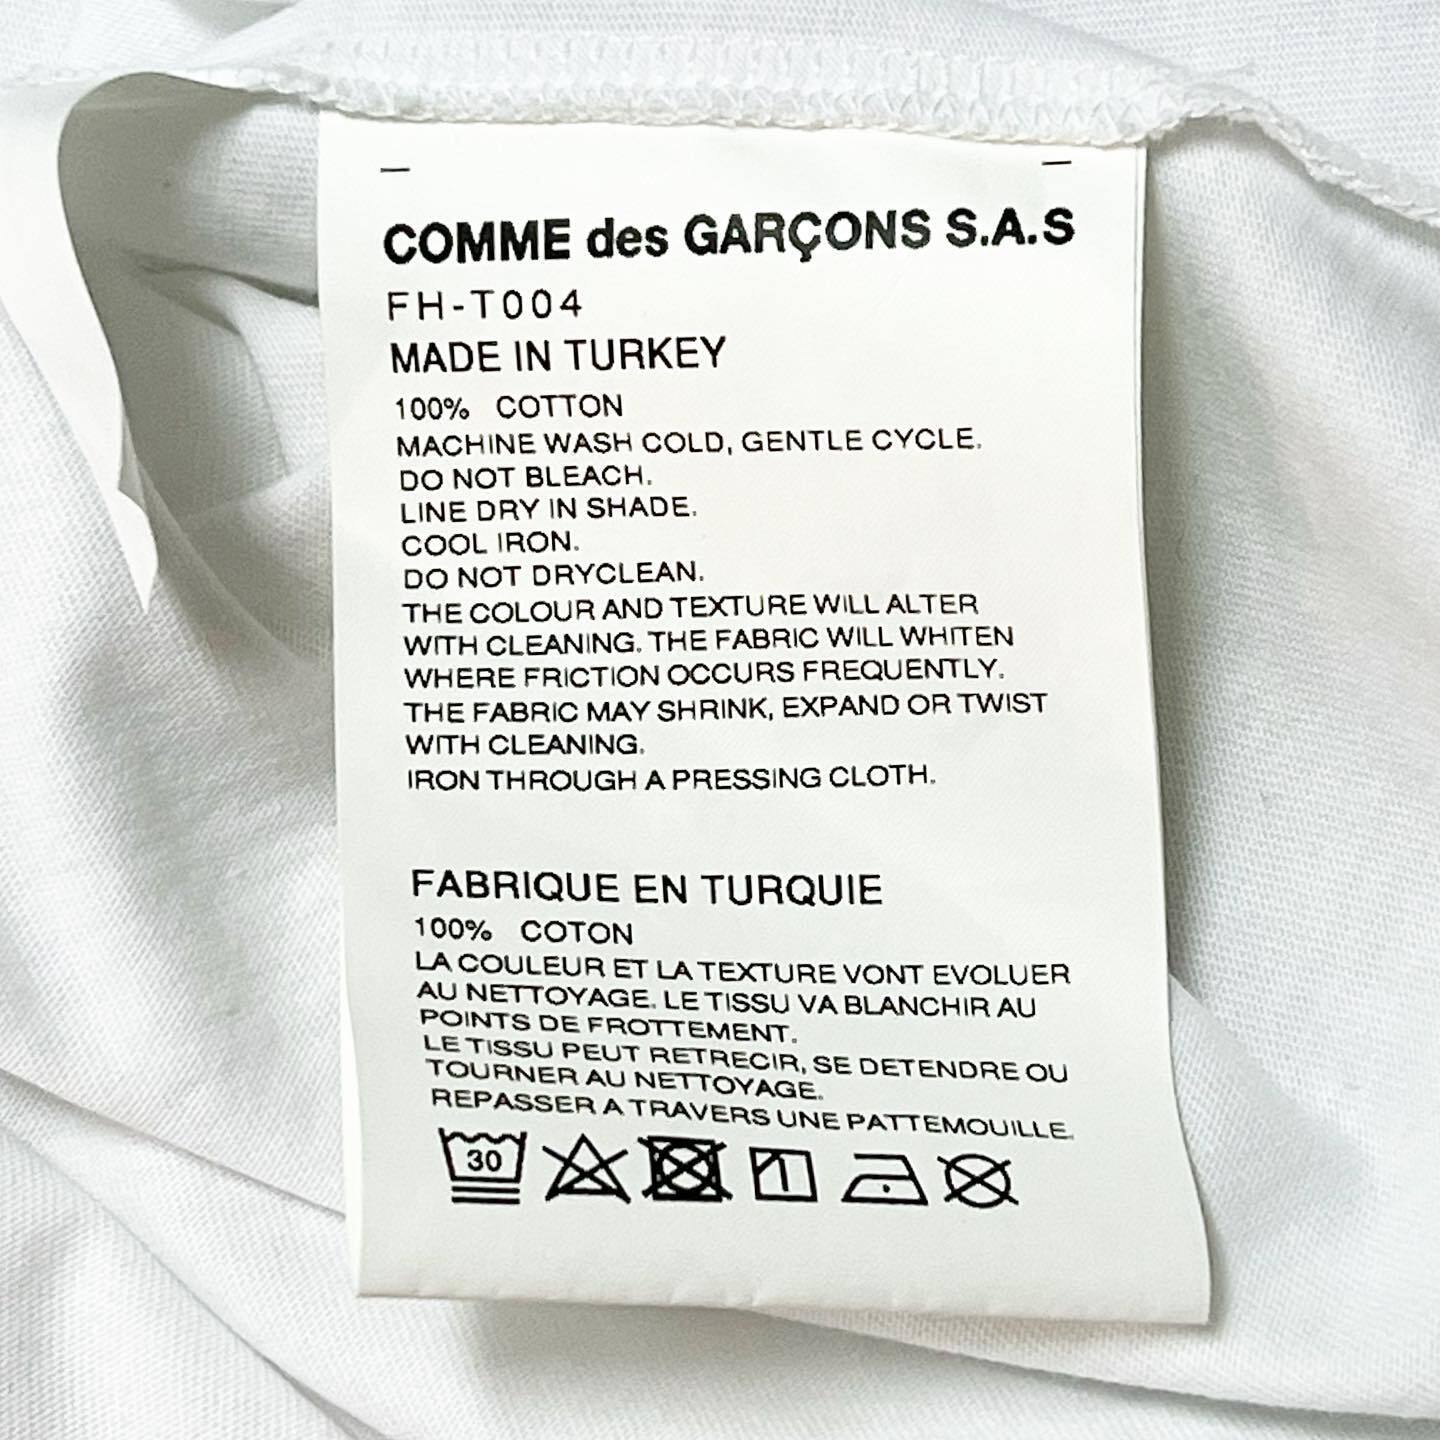 COMME des GARÇONS S.A.S
FH-T004
MADE IN TURKEY
100% COTTON
MACHINE WASH COLD, GENTLE CYCLE.
DO NOT BLEACH.
LINE DRY IN SHADE.
COOL IRON.
DO NOT DRYCLEAN.
THE COLOUR AND TEXTURE WILL ALTER
WITH CLEANING. THE FABRIC WILL WHITEN
WHERE FRICTION OCCURS FREQUENTLY.
THE FABRIC MAY SHRINK, EXPAND OR TWIST
WITH CLEANING.
IRON THROUGH A PRESSING CLOTH.
FABRIQUE EN TURQUIE
100% COTON
LA COULEUR ET LA TEXTURE VONT EVOLUER
AU NETTOYAGE. LE TISSU VA BLANCHIR AU
POINTS DE FROTTEMENT.
LE TISSU PEUT RETRECIR, SE DETENDRE OU
TOURNER AU NETTOYAGE.
REPASSER A TRAVERS UNE PATTEMOUILLE.
30